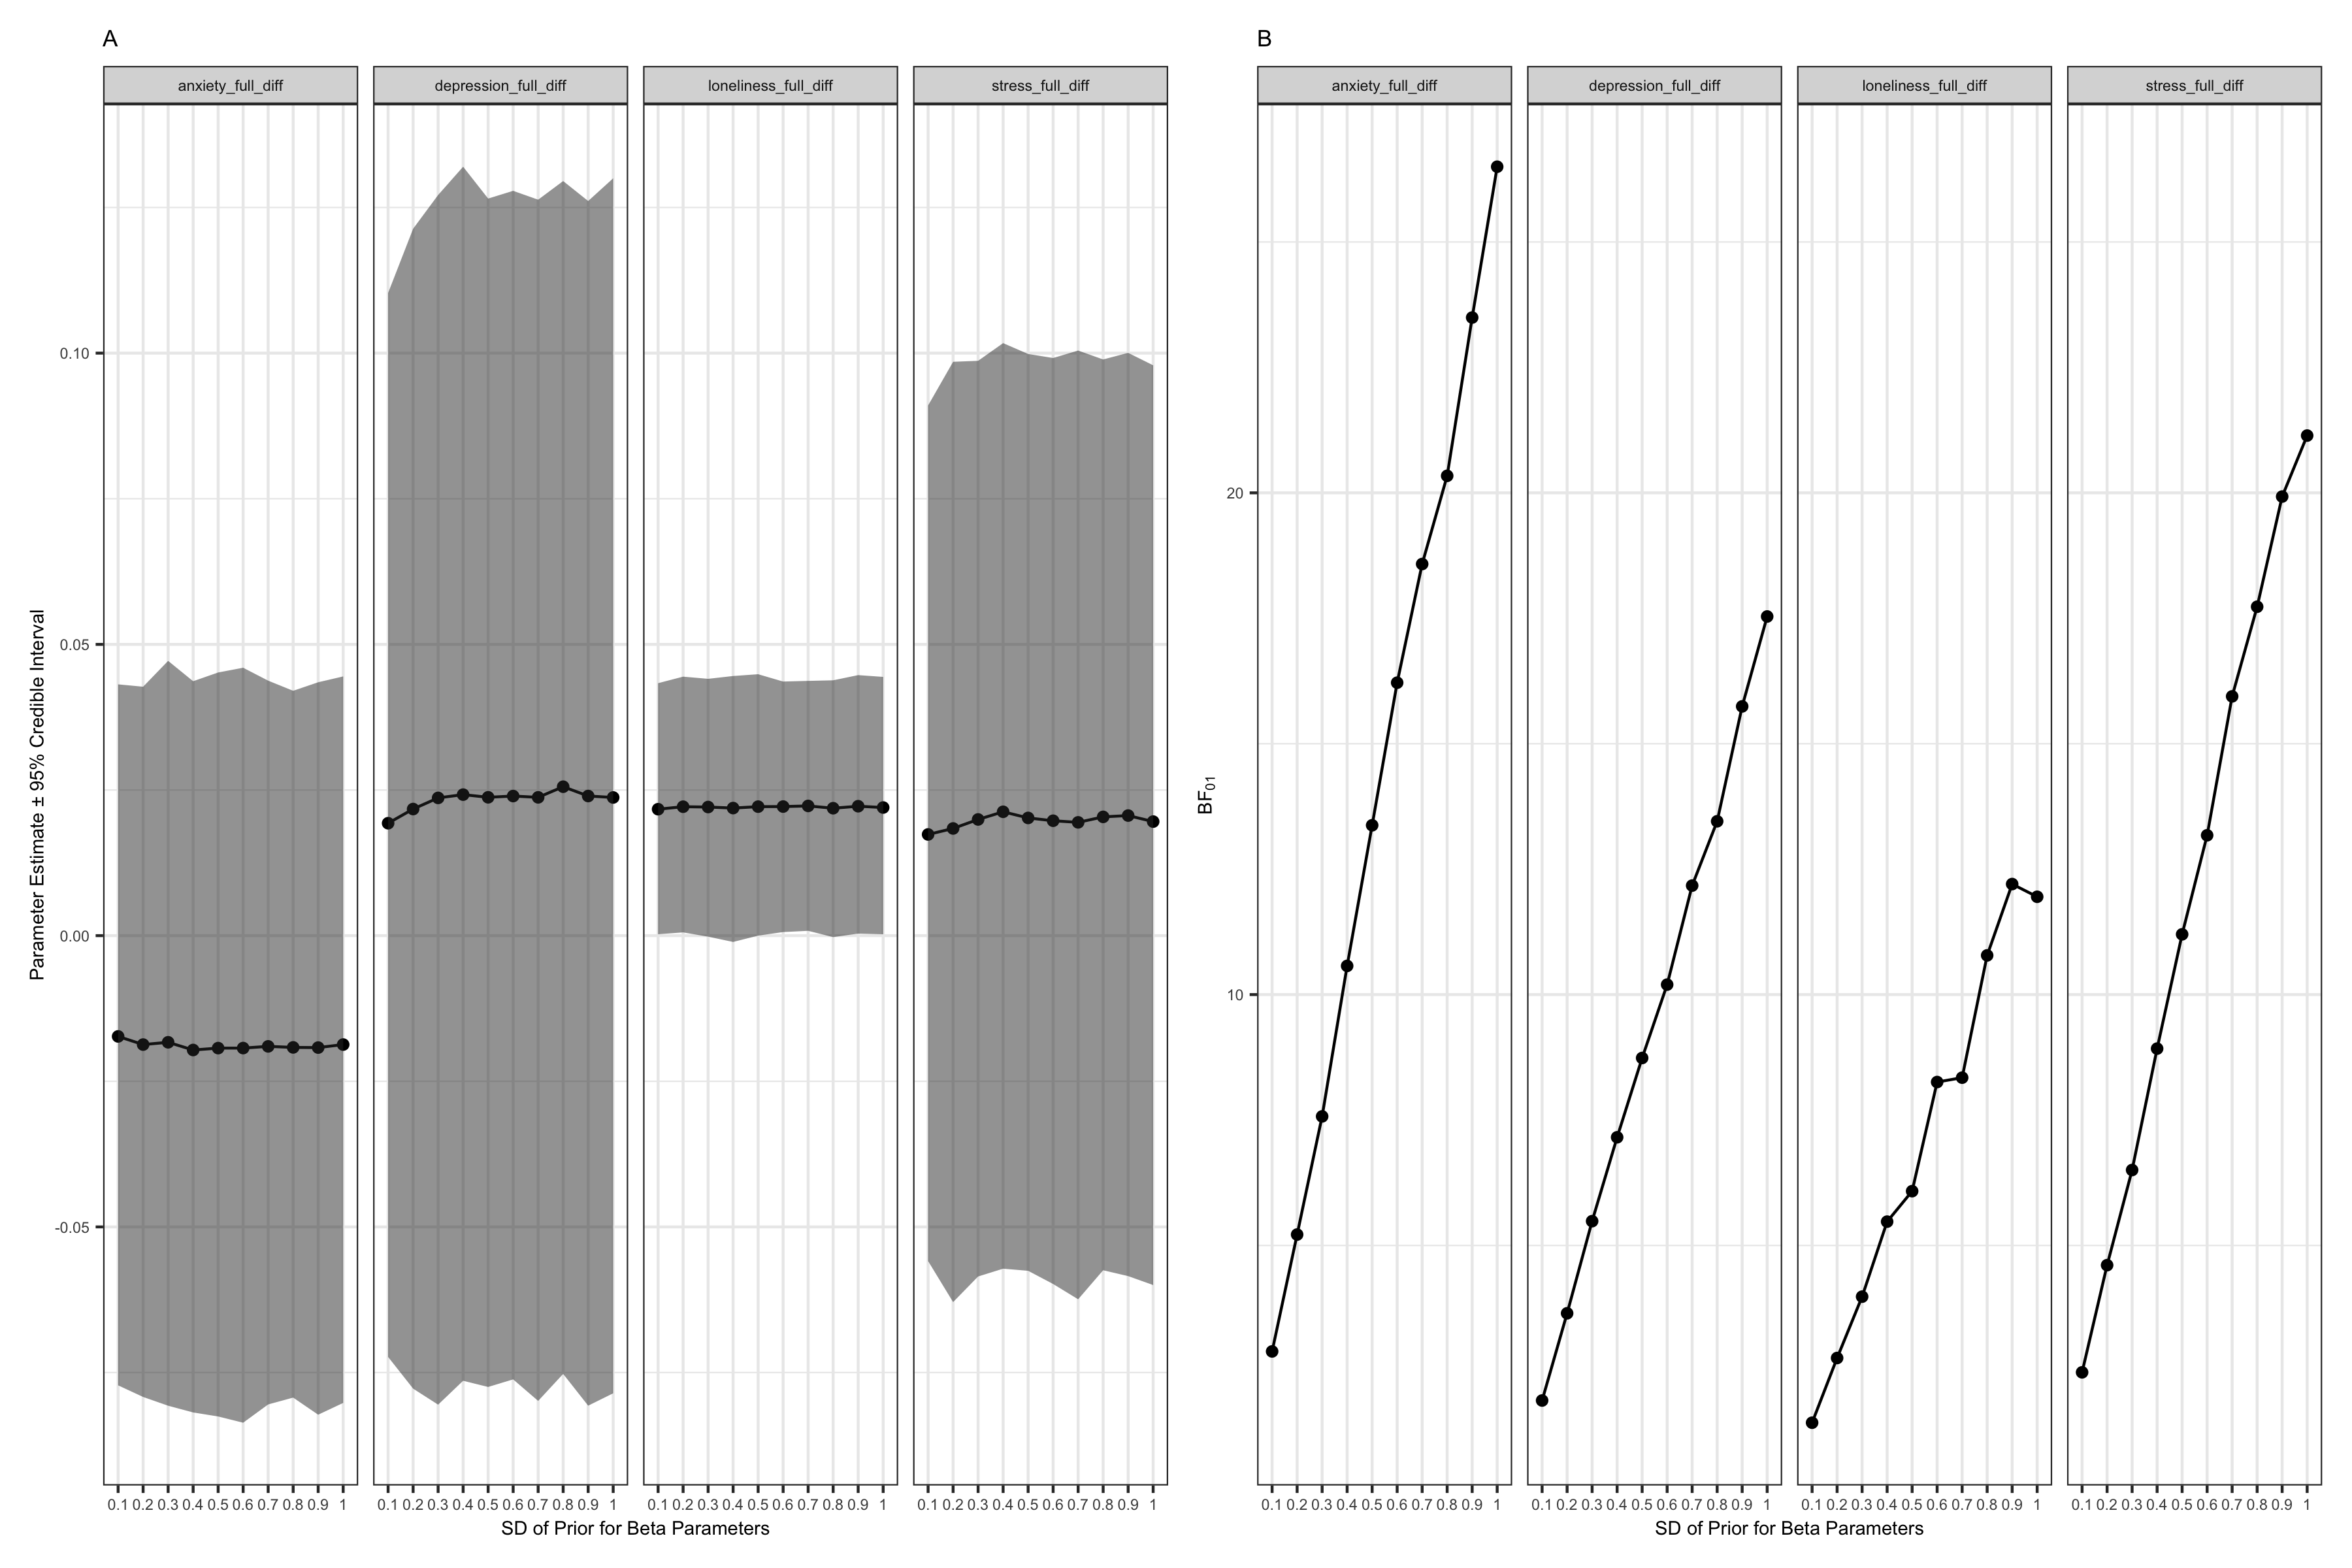 A
anxiety_full_diff depression_full_diff loneliness_full_diff stress_full_diff
0.10
0.05
0.00
-0.05
Parameter Estimate ± 95% Credible Interval
0.1 0.2 0.3 0.4 0.5 0.6 0.7 0.8 0.9 1 0.1 0.2 0.3 0.4 0.5 0.6 0.7 0.8 0.9 1 0.1 0.2 0.3 0.4 0.5 0.6 0.7 0.8 0.9 1 0.1 0.2 0.3 0.4 0.5 0.6 0.7 0.8 0.9 1
SD of Prior for Beta Parameters
B
anxiety_full_diff depression_full_diff loneliness_full_diff stress_full_diff
20
10
BF01
0.1 0.2 0.3 0.4 0.5 0.6 0.7 0.8 0.9 1 0.1 0.2 0.3 0.4 0.5 0.6 0.7 0.8 0.9 1 0.1 0.2 0.3 0.4 0.5 0.6 0.7 0.8 0.9 1 0.1 0.2 0.3 0.4 0.5 0.6 0.7 0.8 0.9 1
SD of Prior for Beta Parameters